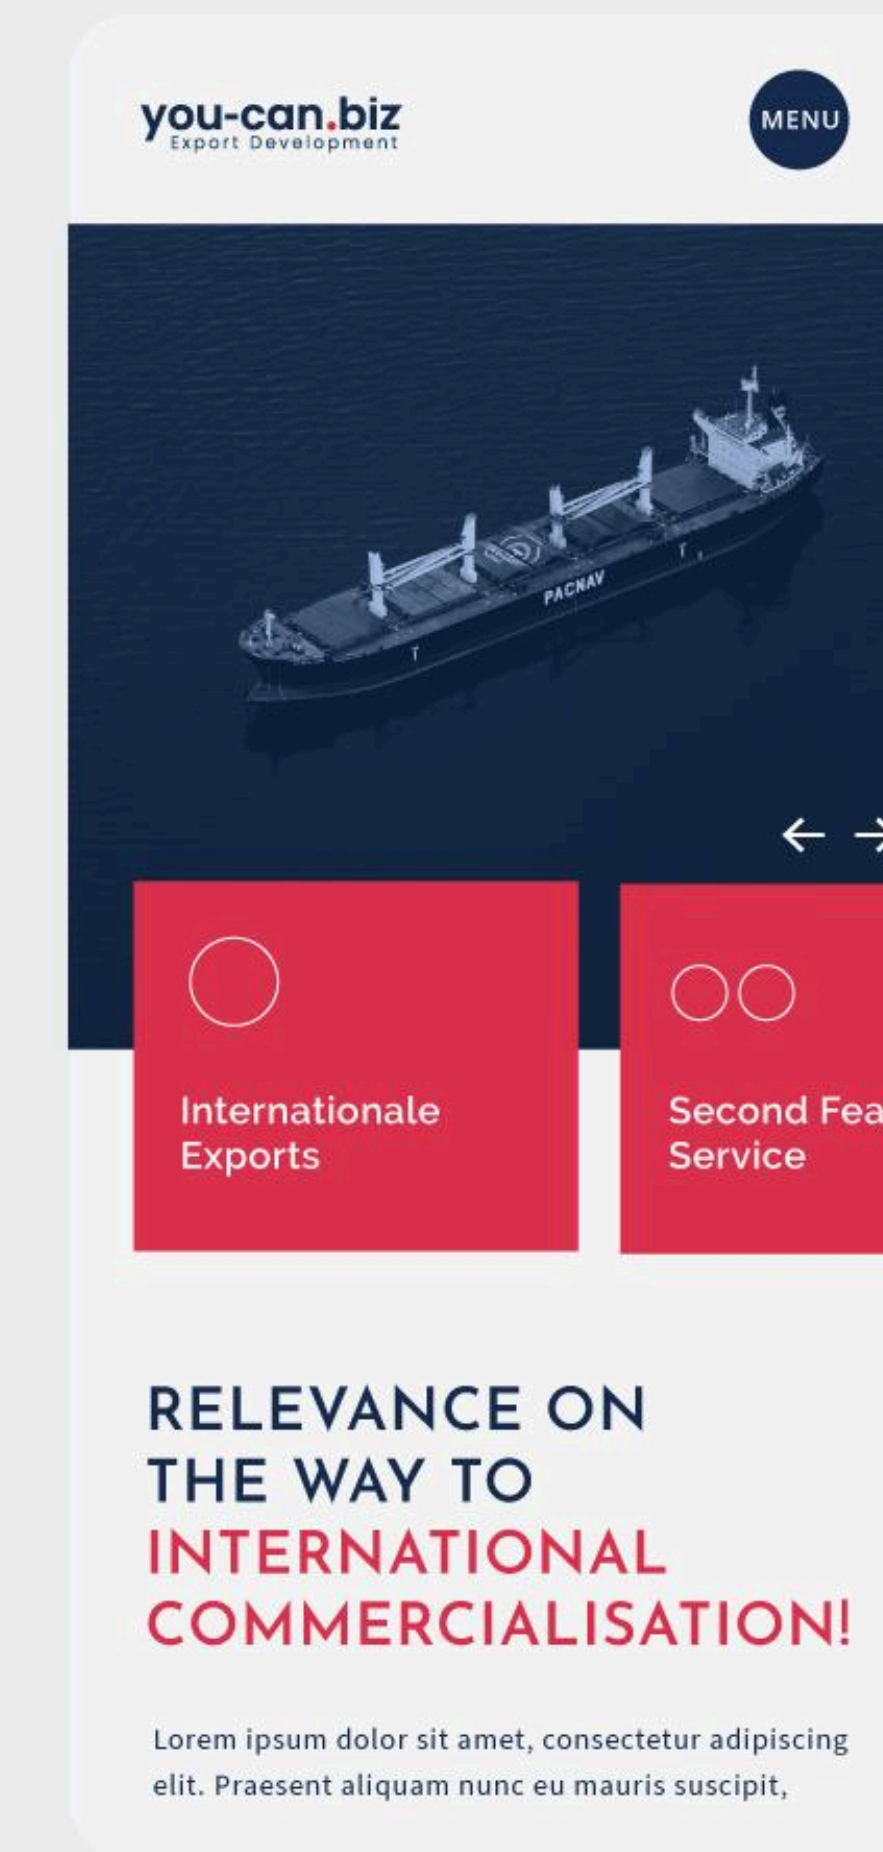 you-can.biz
Export Development
MENU
PACNAV
Internationale
Exports
Second Fea
Service
RELEVANCE ON
THE WAY TO
INTERNATIONAL
COMMERCIALISATION!
Lorem ipsum dolor sit amet, consectetur adipiscing
elit. Praesent aliquam nunc eu mauris suscipit,